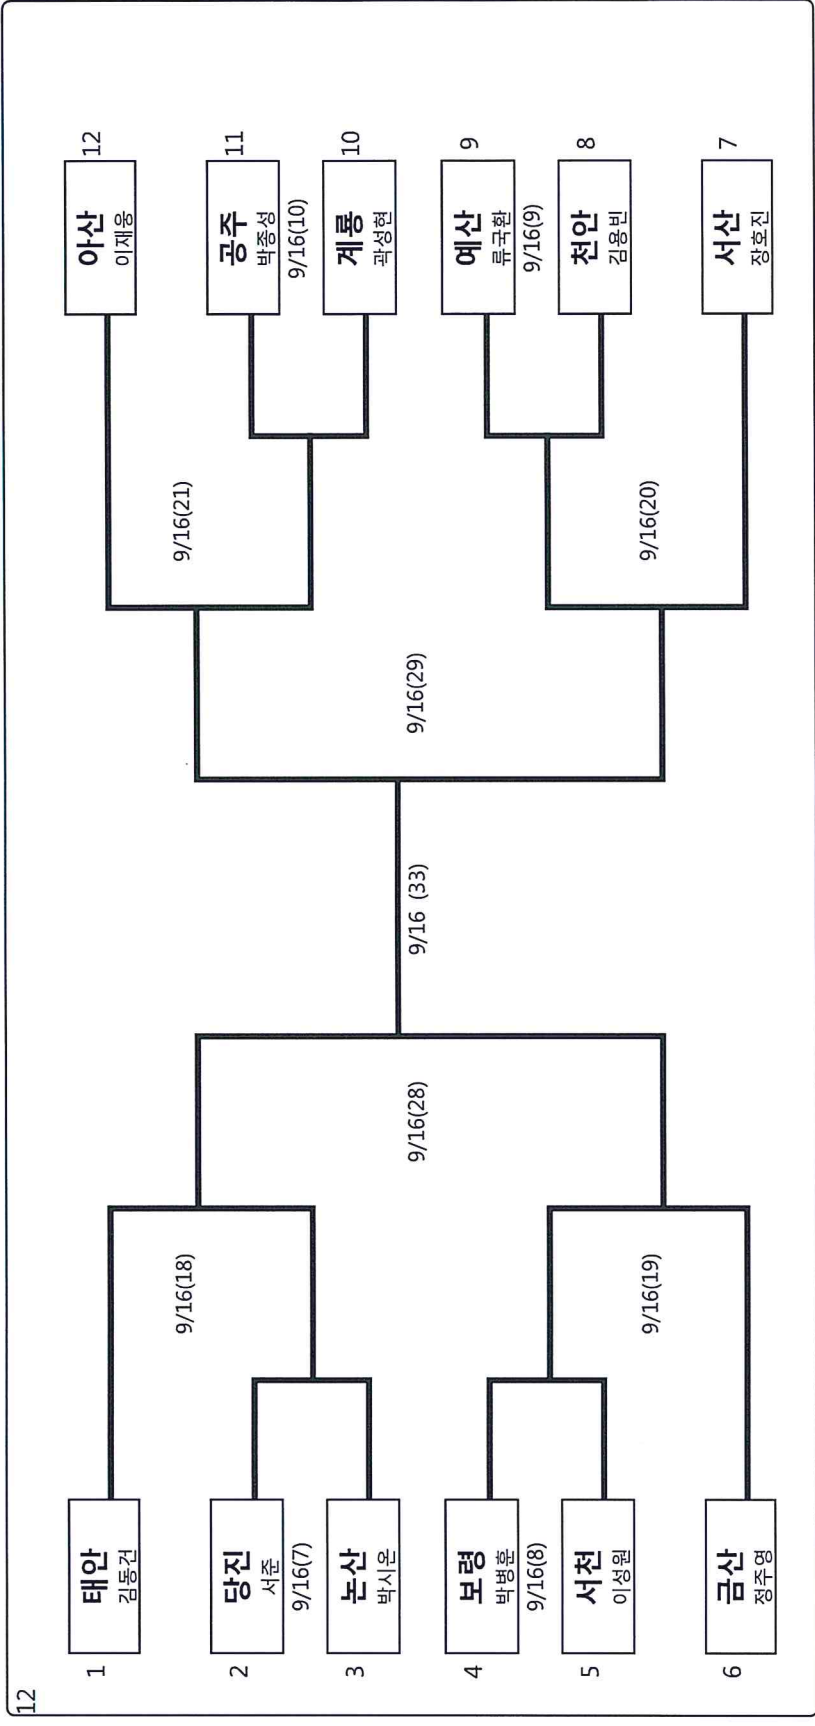 12
1
태안
김동건
2
당진
서준
9/16(7)
3
논산
박시온
4
보령
박병훈
9/16(8)
5
서천
이성원
6
금산
정주영
9/16(18)
9/16(19)
9/16(28)
9/16 (33)
9/16(29)
9/16(21)
9/16(20)
아산
이재웅
12
공주
박종성
11
9/16(10)
계룡
곽성현
10
예산
류국환
9
9/16(9)
천안
김용빈
8
서산
장호진
7